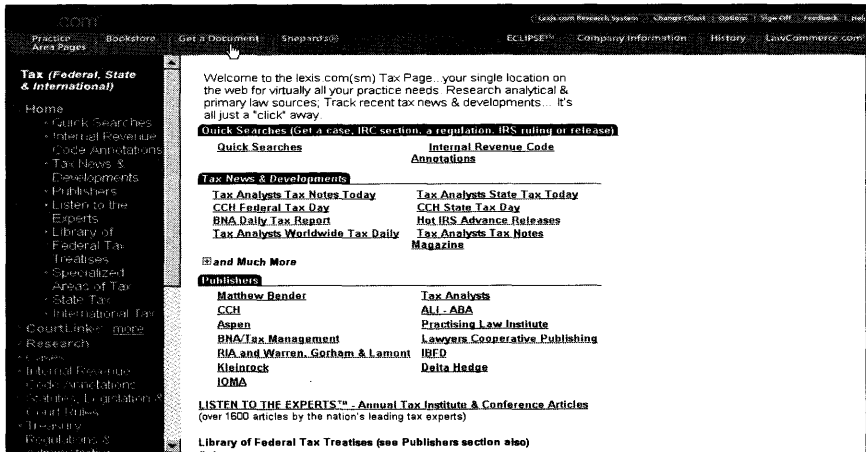 .com
lexis.com Research System | Change Client | Options | Sign Off | Feedback | Help
Practice Area Pages Bookstore Get a Document Shepard's® ECLIPSE™ Company Information History LawCommerce.com
Tax (Federal, State
& International)
Home
Quick Searches
Internal Revenue
Code Annotations
Tax News &
Developments
Publishers
Listen to the
Experts
Library of
Federal Tax
Treatises
Specialized
Areas of Tax
State Tax
International Tax
CourtLink more
Research
Cases
Internal Revenue
Code Annotations
Statutes, Legislation &
Court Rules
Treasury
Regulations &
Welcome to the lexis.com(sm) Tax Page...your single location on
the web for virtually all your practice needs. Research analytical &
primary law sources; Track recent tax news & developments... It's
all just a "click" away.
Quick Searches (Get a case, IRC section, a regulation, IRS ruling or release)
Quick Searches Internal Revenue Code
Annotations
Tax News & Developments
Tax Analysts Tax Notes Today Tax Analysts State Tax Today
CCH Federal Tax Day CCH State Tax Day
BNA Daily Tax Report Hot IRS Advance Releases
Tax Analysts Worldwide Tax Daily Tax Analysts Tax Notes
Magazine
and Much More
Publishers
Matthew Bender Tax Analysts
CCH ALI - ABA
Aspen Practising Law Institute
BNA/Tax Management Lawyers Cooperative Publishing
RIA and Warren, Gorham & Lamont IBFD
Kleinrock Delta Hedge
IOMA
LISTEN TO THE EXPERTS™ - Annual Tax Institute & Conference Articles
(over 1600 articles by the nation's leading tax experts)
Library of Federal Tax Treatises (see Publishers section also)